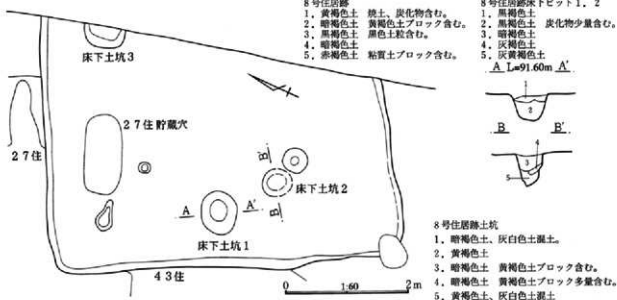 8号住居跡
1．黄褐色土　焼土、炭化物含む。
2．暗褐色土　黄褐色土ブロック含む。
3．黒褐色土　黒色土粒含む。
4．暗褐色土
5．赤褐色土　粘質土ブロック含む。
8号住居跡床下ピット1．2
1．黒褐色土
2．黒褐色土　炭化物少量含む。
3．暗褐色土
4．灰褐色土
5．灰黄褐色土
A L=91.60m A'
1
2
B B'
3
4
5
床下土坑3
27住
27住貯蔵穴
B'
床下土坑2
B
A A'
床下土坑1
43住
0 1:60 2m
8号住居跡土坑
1．暗褐色土、灰白色土混土。
2．黄褐色土
3．暗褐色土　黄褐色土ブロック含む。
4．暗褐色土　黄褐色土ブロック多量含む。
5．黄褐色土、灰白色土混土